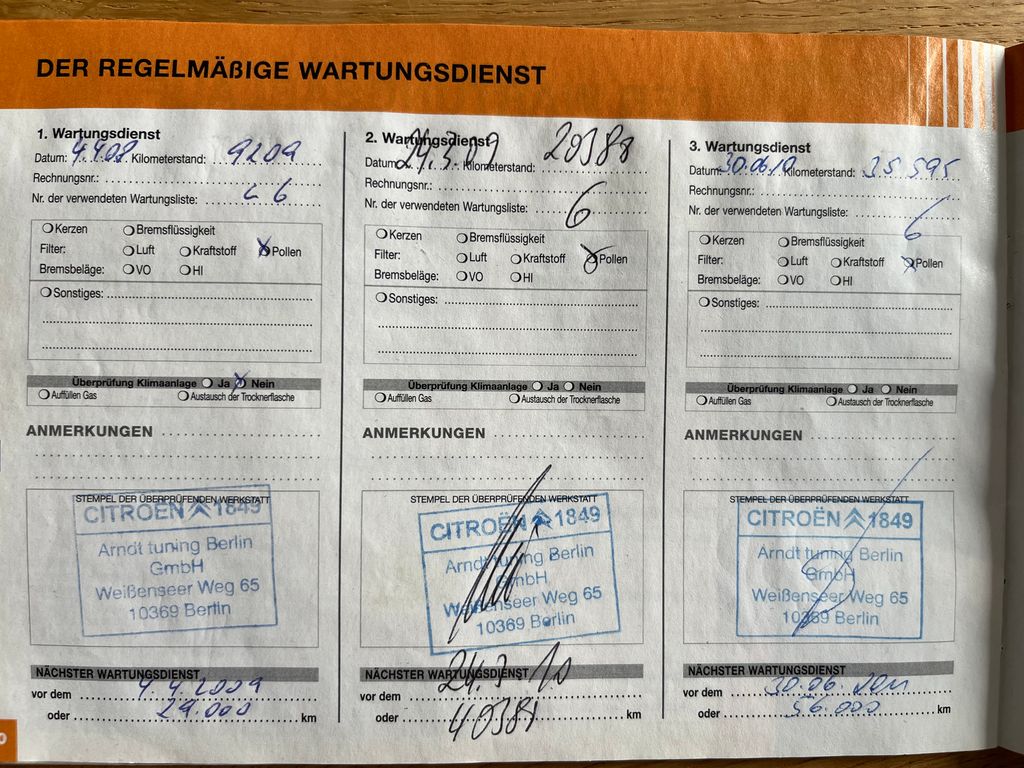 DER REGELMÄßIGE WARTUNGSDIENST
1. Wartungsdienst
Datum: 4.4.08 Kilometerstand: 9209
Rechnungsnr.:
Nr. der verwendeten Wartungsliste: 6
Kerzen Bremsflüssigkeit
Filter: Luft Kraftstoff Pollen
Bremsbeläge: VO HI
Sonstiges:
Überprüfung Klimaanlage Ja Nein
Auffüllen Gas Austausch der Trocknerflasche
ANMERKUNGEN
STEMPEL DER ÜBERPRÜFENDEN WERKSTATT
CITROËN 1849
Arndt tuning Berlin
GmbH
Weißenseer Weg 65
10369 Berlin
NÄCHSTER WARTUNGSDIENST
vor dem 4.4.2009
oder 29.000 km
2. Wartungsdienst
Datum: 24.3.09 Kilometerstand: 20388
Rechnungsnr.:
Nr. der verwendeten Wartungsliste: 6
Kerzen Bremsflüssigkeit
Filter: Luft Kraftstoff Pollen
Bremsbeläge: VO HI
Sonstiges:
Überprüfung Klimaanlage Ja Nein
Auffüllen Gas Austausch der Trocknerflasche
ANMERKUNGEN
STEMPEL DER ÜBERPRÜFENDEN WERKSTATT
CITROËN 1849
Arndt tuning Berlin
GmbH
Weißenseer Weg 65
10369 Berlin
NÄCHSTER WARTUNGSDIENST
vor dem 24.3.10
oder 40388 km
3. Wartungsdienst
Datum: 30.06.10 Kilometerstand: 35595
Rechnungsnr.:
Nr. der verwendeten Wartungsliste: 6
Kerzen Bremsflüssigkeit
Filter: Luft Kraftstoff Pollen
Bremsbeläge: VO HI
Sonstiges:
Überprüfung Klimaanlage Ja Nein
Auffüllen Gas Austausch der Trocknerflasche
ANMERKUNGEN
STEMPEL DER ÜBERPRÜFENDEN WERKSTATT
CITROËN 1849
Arndt tuning Berlin
GmbH
Weißenseer Weg 65
10369 Berlin
NÄCHSTER WARTUNGSDIENST
vor dem 30.06.2011
oder 56.000 km